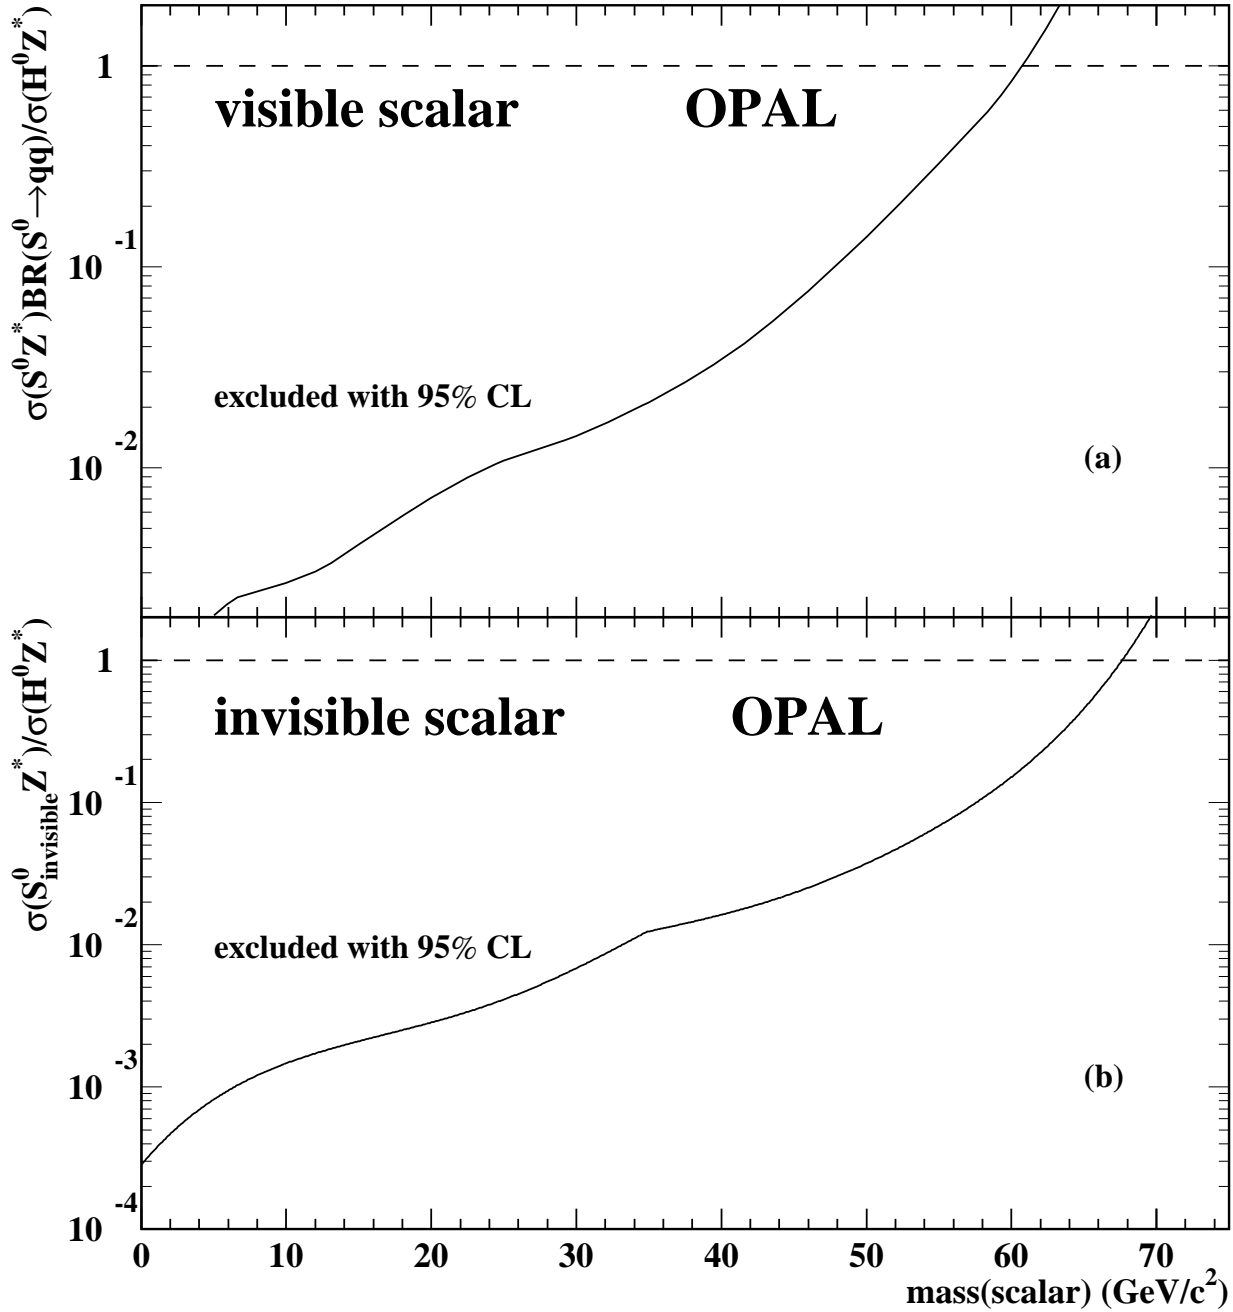 σ(S⁰Z*)BR(S⁰→qq)/σ(H⁰Z*)
1
visible scalar OPAL
10⁻¹
excluded with 95% CL
10⁻²
(a)
σ(S⁰invisibleZ*)/σ(H⁰Z*)
1
invisible scalar OPAL
10⁻¹
10⁻²
excluded with 95% CL
10⁻³
(b)
10⁻⁴
0 10 20 30 40 50 60 70
mass(scalar) (GeV/c²)